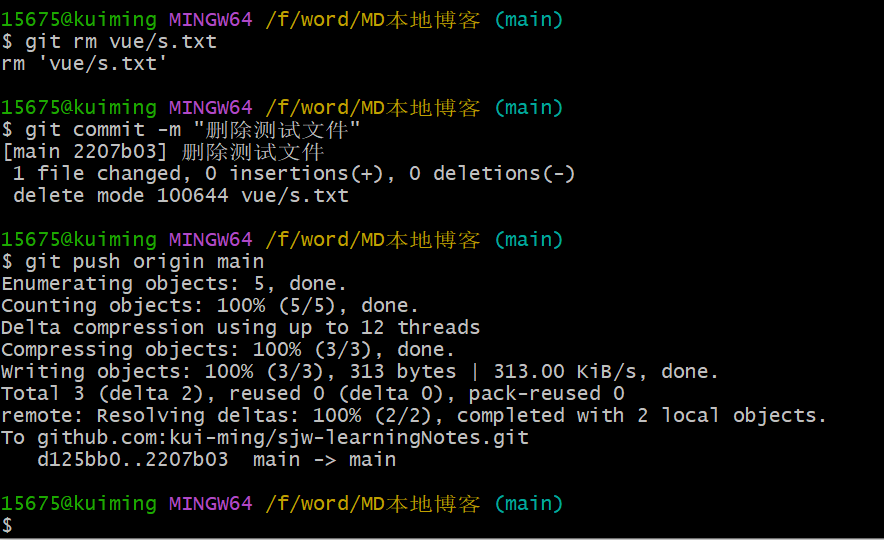 15675@kuiming MINGW64 /f/word/MD本地博客 (main)
$ git rm vue/s.txt
rm 'vue/s.txt'
15675@kuiming MINGW64 /f/word/MD本地博客 (main)
$ git commit -m "删除测试文件"
[main 2207b03] 删除测试文件
 1 file changed, 0 insertions(+), 0 deletions(-)
 delete mode 100644 vue/s.txt
15675@kuiming MINGW64 /f/word/MD本地博客 (main)
$ git push origin main
Enumerating objects: 5, done.
Counting objects: 100% (5/5), done.
Delta compression using up to 12 threads
Compressing objects: 100% (3/3), done.
Writing objects: 100% (3/3), 313 bytes | 313.00 KiB/s, done.
Total 3 (delta 2), reused 0 (delta 0), pack-reused 0
remote: Resolving deltas: 100% (2/2), completed with 2 local objects.
To github.com:kui-ming/sjw-learningNotes.git
   d125bb0..2207b03  main -> main
15675@kuiming MINGW64 /f/word/MD本地博客 (main)
$